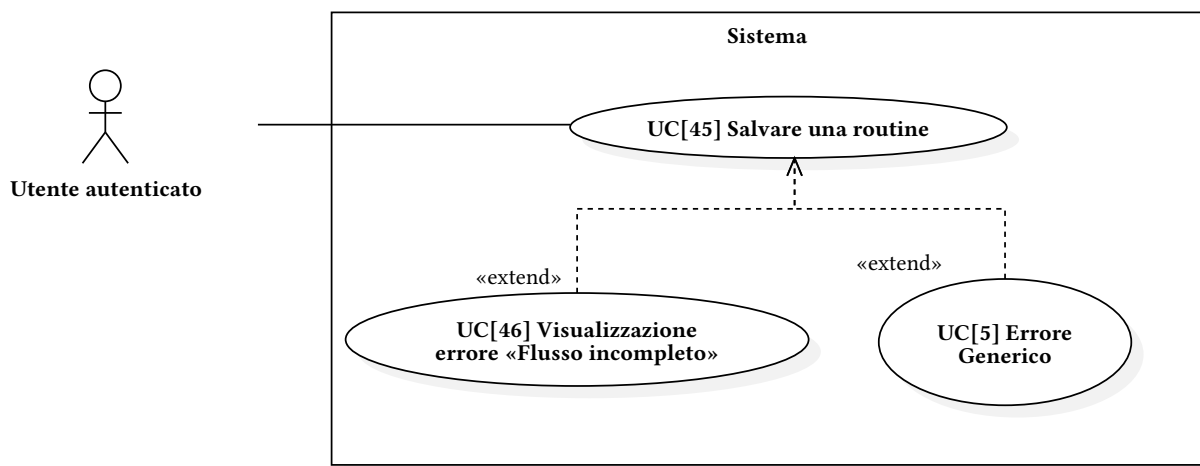 Sistema
UC[45] Salvare una routine
Utente autenticato
«extend»
«extend»
UC[46] Visualizzazione
errore «Flusso incompleto»
UC[5] Errore
Generico